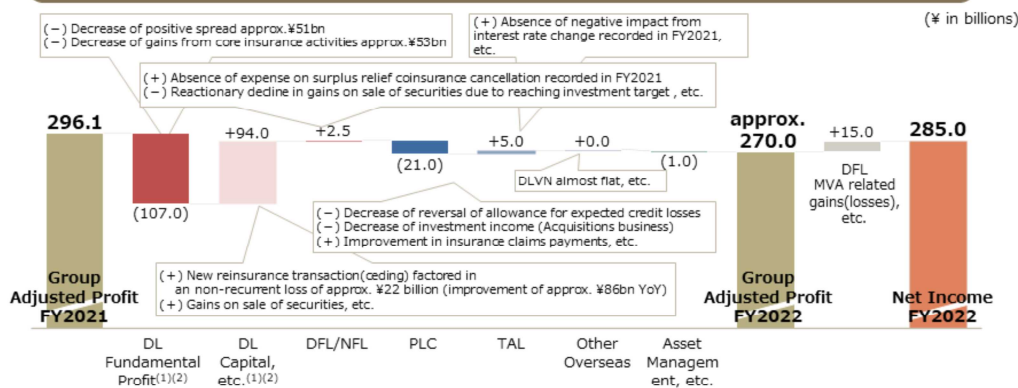 (¥ in billions)
(−) Decrease of positive spread approx.¥51bn
(−) Decrease of gains from core insurance activities approx.¥53bn
(+) Absence of negative impact from
interest rate change recorded in FY2021,
etc.
(+) Absence of expense on surplus relief coinsurance cancellation recorded in FY2021
(−) Reactionary decline in gains on sale of securities due to reaching investment target , etc.
296.1
(107.0)
+94.0
+2.5
(21.0)
+5.0
+0.0
(1.0)
approx.
270.0
+15.0
285.0
DLVN almost flat, etc.
DFL
MVA related
gains(losses),
etc.
(−) Decrease of reversal of allowance for expected credit losses
(−) Decrease of investment income (Acquisitions business)
(+) Improvement in insurance claims payments, etc.
(+) New reinsurance transaction(ceding) factored in
an non-recurrent loss of approx. ¥22 billion (improvement of approx. ¥86bn YoY)
(+) Gains on sale of securities, etc.
Group
Adjusted Profit
FY2021
Group
Adjusted Profit
FY2022
Net Income
FY2022
DL
Fundamental
Profit(1)(2)
DL
Capital,
etc.(1)(2)
DFL/NFL
PLC
TAL
Other
Overseas
Asset
Managem
ent, etc.